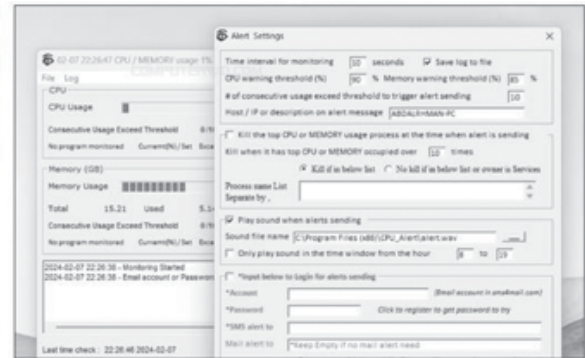 02-07 22:26:47 CPU / MEMORY usage 1%
File Log
CPU
CPU Usage
Consecutive Usage Exceed Threshold
No program monitored Current(%)/Set
Memory (GB)
Memory Usage
Total 15.21 Used
Consecutive Usage Exceed Threshold
No program monitored Current(%)/Set
2024-02-07 22:26:38 - Monitoring Started
2024-02-07 22:26:38 - Email account or Password
Last time check : 22:26:46 2024-02-07
Alert Settings
Time interval for monitoring 10 seconds Save log to file
CPU warning threshold (%) 90 % Memory warning threshold (%) 85 %
# of consecutive usage exceed threshold to trigger alert sending 10
Host / IP or description on alert message ABDALRHMAN-PC
Kill the top CPU or MEMORY usage process at the time when alert is sending
Kill when it has top CPU or MEMORY occupied over 10 times
Kill if in below list No kill if in below list or owner is Services
Process name List
Separate by ,
Play sound when alerts sending
Sound file name C:\Program Files (x86)\CPU_Alert\alert.wav ...
Only play sound in the time window from the hour 8 to 19
*Input below to Login for alerts sending
*Account (Email account in sms4mail.com)
*Password Click to register to get password to try
*SMS alert to
Mail alert to *Keep Empty if no mail alert need